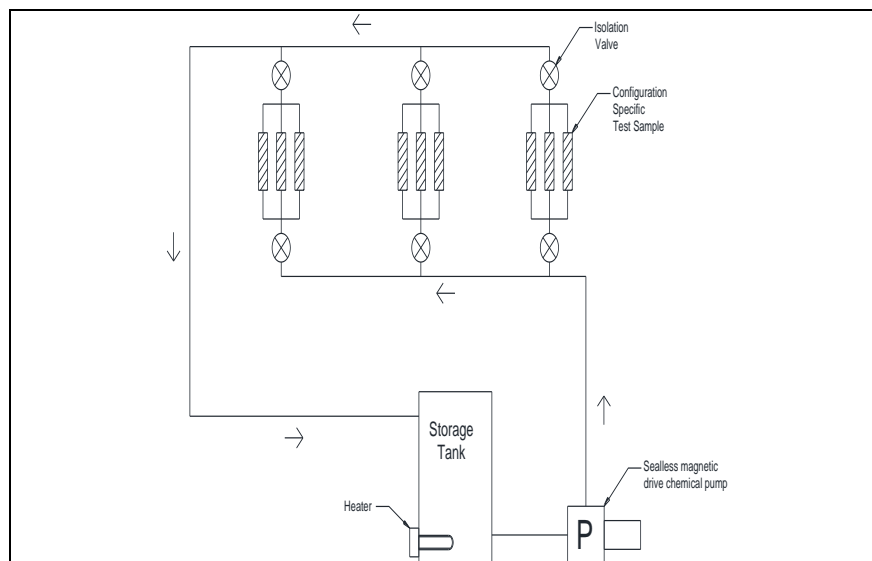 Isolation
Valve
Configuration
Specific
Test Sample
Storage
Tank
Sealless magnetic
drive chemical pump
Heater
P